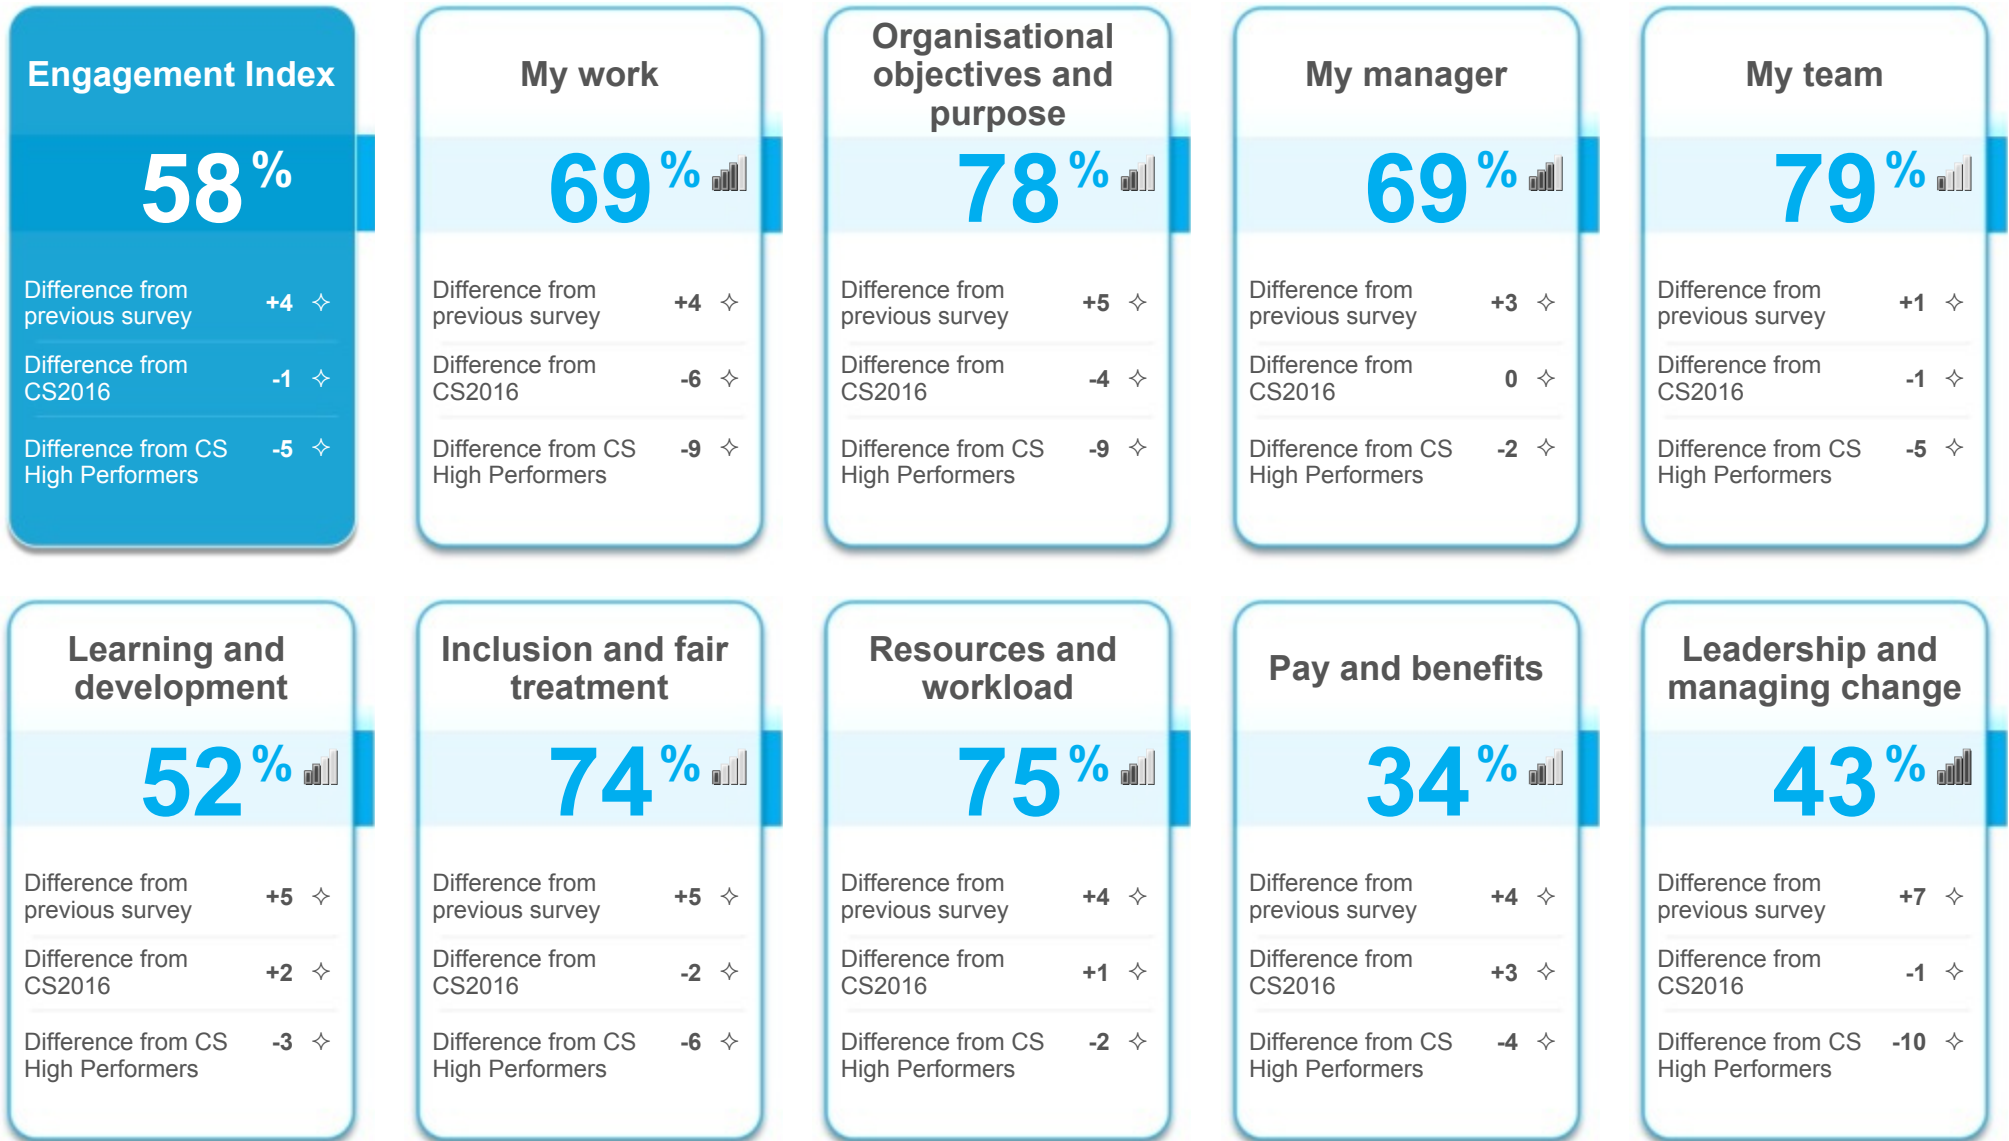 Engagement Index
58%
Difference from
previous survey
+4
Difference from
CS2016
-1
Difference from CS
High Performers
-5
My work
69%
Difference from
previous survey
+4
Difference from
CS2016
-6
Difference from CS
High Performers
-9
Organisational
objectives and
purpose
78%
Difference from
previous survey
+5
Difference from
CS2016
-4
Difference from CS
High Performers
-9
My manager
69%
Difference from
previous survey
+3
Difference from
CS2016
0
Difference from CS
High Performers
-2
My team
79%
Difference from
previous survey
+1
Difference from
CS2016
-1
Difference from CS
High Performers
-5
Learning and
development
52%
Difference from
previous survey
+5
Difference from
CS2016
+2
Difference from CS
High Performers
-3
Inclusion and fair
treatment
74%
Difference from
previous survey
+5
Difference from
CS2016
-2
Difference from CS
High Performers
-6
Resources and
workload
75%
Difference from
previous survey
+4
Difference from
CS2016
+1
Difference from CS
High Performers
-2
Pay and benefits
34%
Difference from
previous survey
+4
Difference from
CS2016
+3
Difference from CS
High Performers
-4
Leadership and
managing change
43%
Difference from
previous survey
+7
Difference from
CS2016
-1
Difference from CS
High Performers
-10